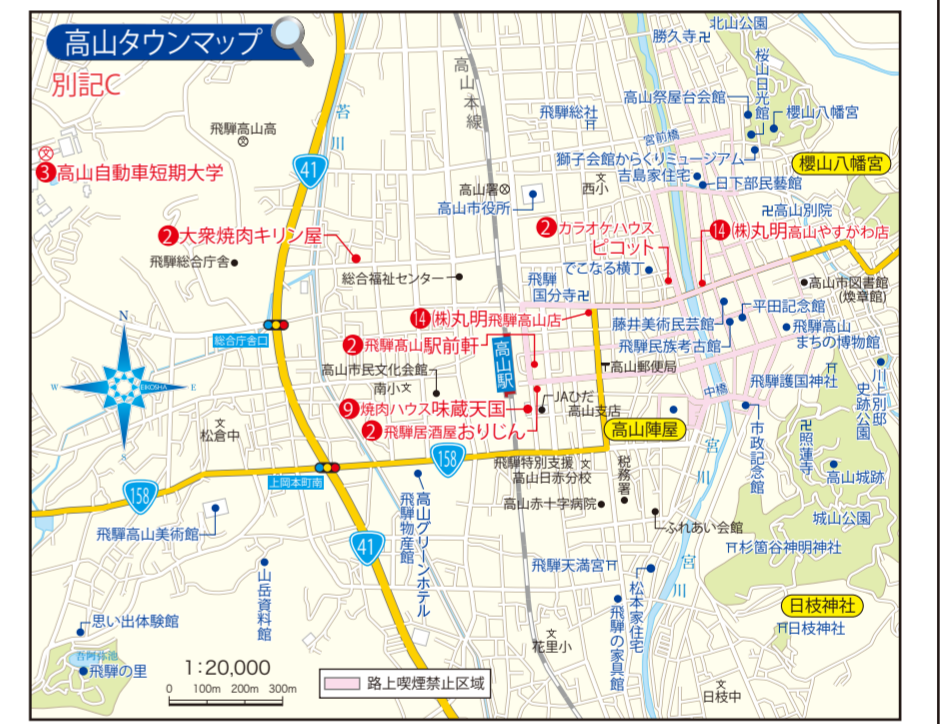 高山タウンマップ
別記C
北山公園
勝久寺卍
高山本線
苔川
桜山日光館
高山祭屋台会館
櫻山八幡宮
飛騨総社
飛騨高山高
宮前橋
41
獅子会館からくりミュージアム
櫻山八幡宮
3高山自動車短期大学
吉島家住宅
日下部民藝館
文
西小
高山署
高山市役所
卍高山別院
2カラオケハウス
ピコット
14㈱丸明高山やすがわ店
2大衆焼肉キリン屋
飛騨総合庁舎
総合福祉センター
でこなる横丁
飛騨
国分寺卍
高山市図書館
(煥章館)
平田記念館
14㈱丸明飛騨高山店
藤井美術民芸館
飛騨高山
まちの博物館
総合庁舎口
2飛騨髙山駅前軒
飛騨民族考古館
高山駅
N
W
E
S
EIKOSHA
高山市民文化会館
南小文
高山郵便局
中橋
飛騨護国神社
川上別邸
史跡公園
JAひだ
高山支店
9焼肉ハウス味蔵天国
2飛騨居酒屋おりじん
高山陣屋
文
松倉中
宮川
市政記念館
卍照蓮寺
158
飛騨特別支援 文
高山日赤分校
税務署
高山城跡
上岡本町南
158
高山グリーンホテル
飛騨物産館
高山赤十字病院
城山公園
ふれあい会館
飛騨高山美術館
41
杉箇谷神明神社
宮川
飛騨天満宮
松本家住宅
山岳資料館
飛騨の家具館
日枝神社
日枝神社
思い出体験館
文
花里小
吾阿弥池
飛騨の里
1:20,000
0 100m 200m 300m
路上喫煙禁止区域
文
日枝中